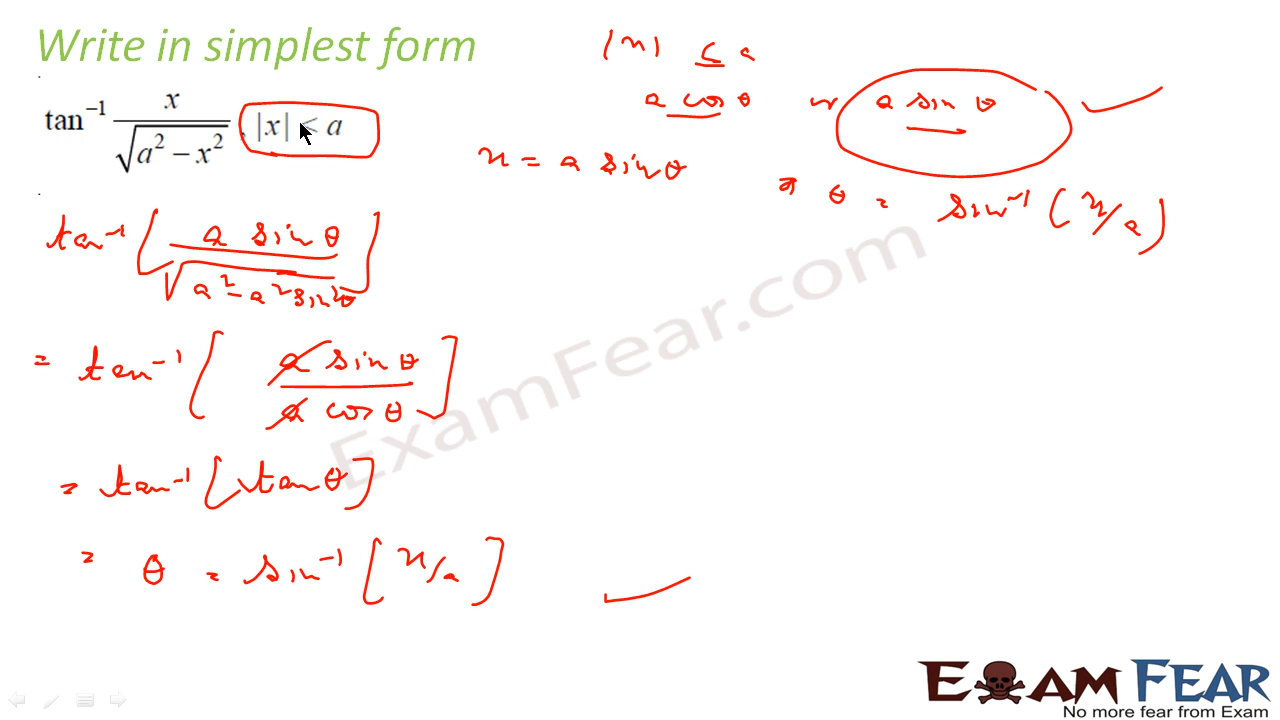 Write in simplest form
|x| ≤ a
tan⁻¹ x/√(a² − x²), |x| < a
a cos θ or a sin θ
x = a sin θ
⇒ θ = sin⁻¹ (x/a)
tan⁻¹ [a sin θ / √(a² − a² sin² θ)]
= tan⁻¹ [a sin θ / a cos θ]
= tan⁻¹ [tan θ]
= θ = sin⁻¹ [x/a]
ExamFear.com
EXAM FEAR
No more fear from Exam